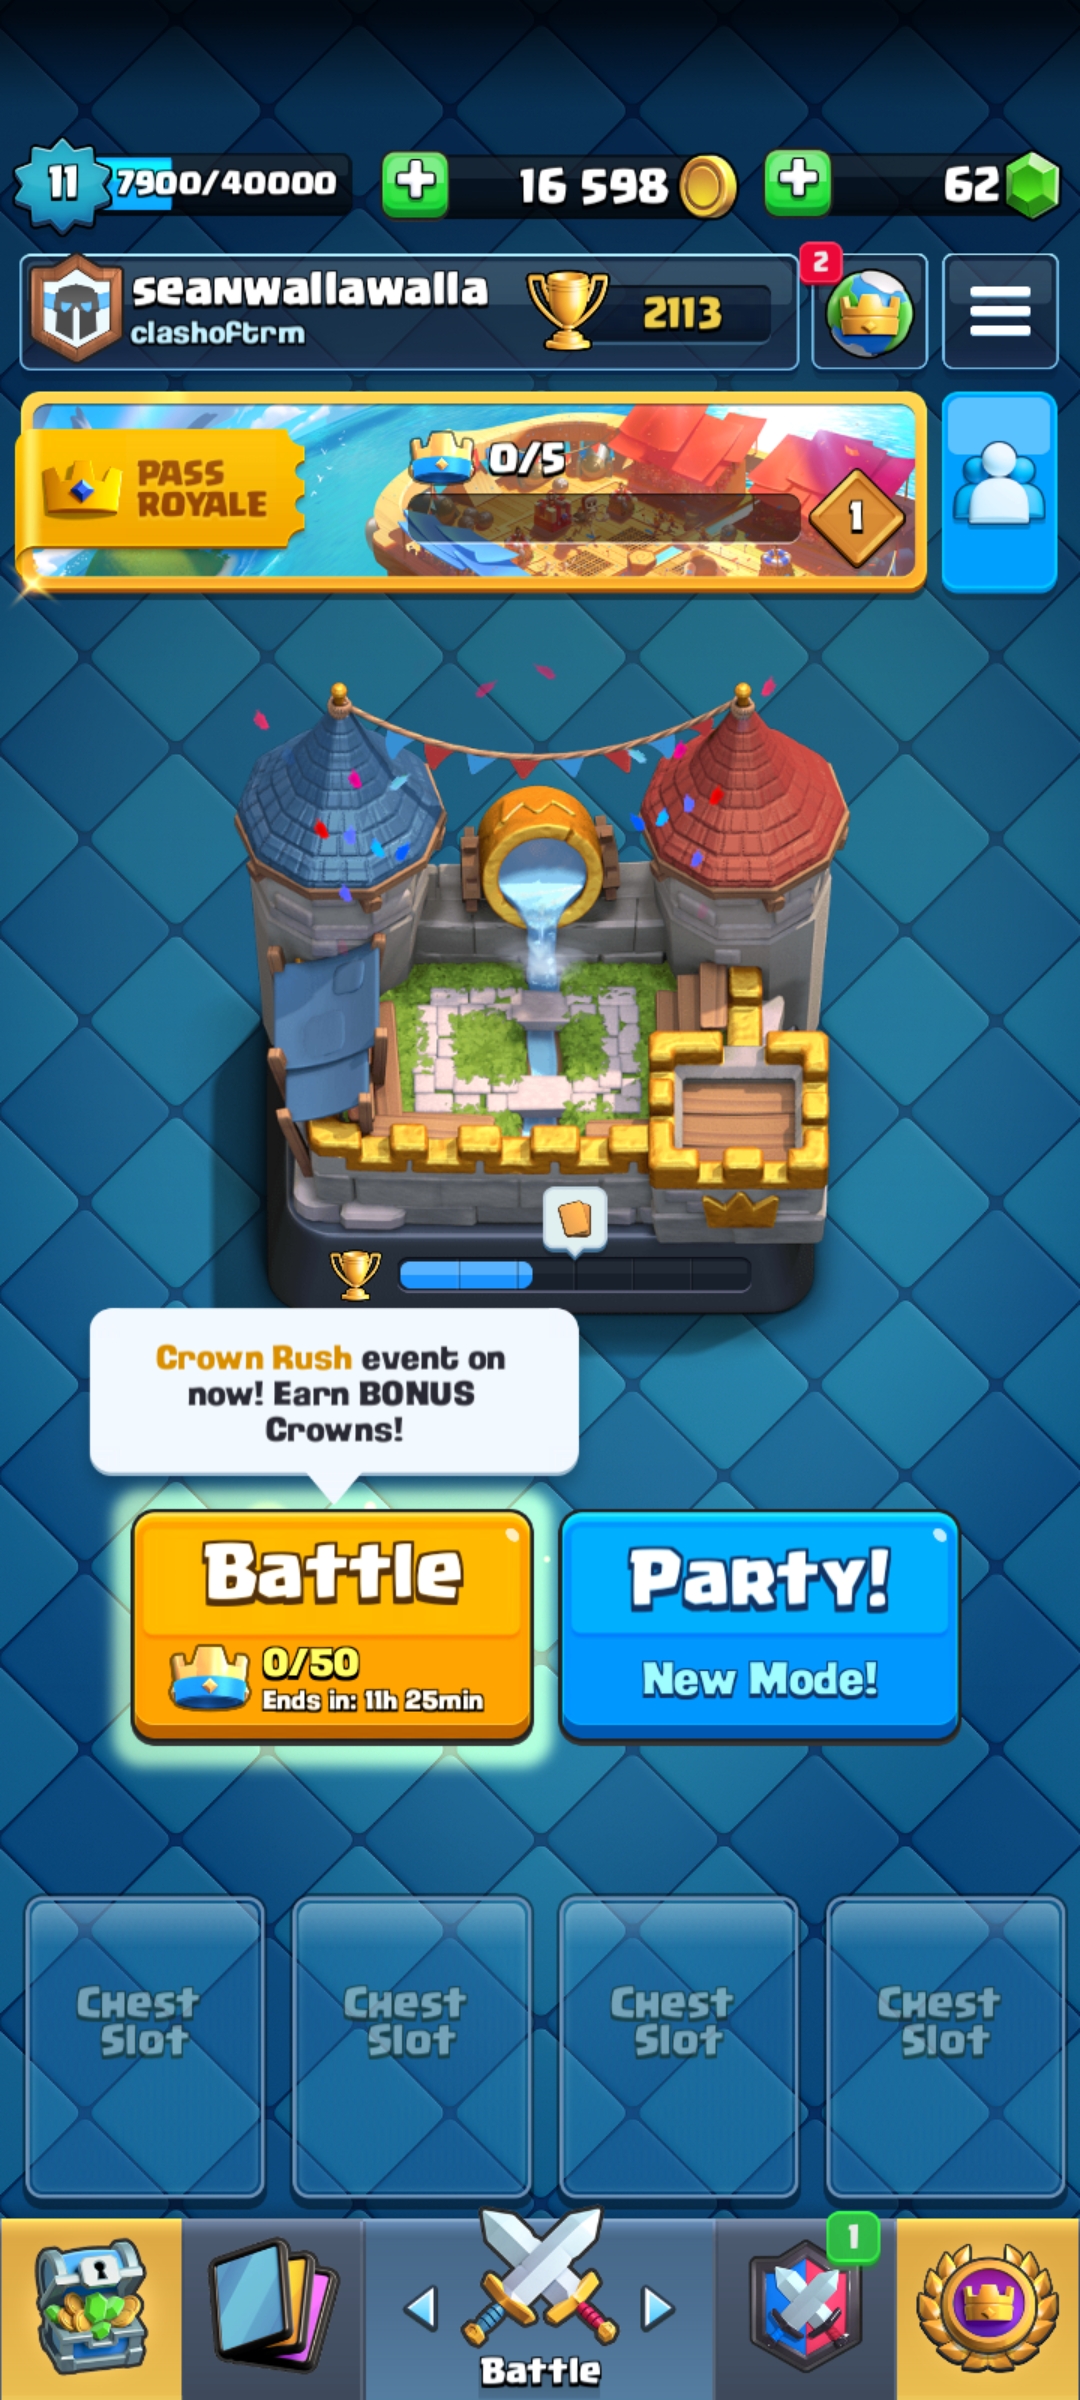 11
7900/40000
16 598
62
seanwallawalla
2113
2
clashoftrm
PASS
ROYALE
0/5
1
Crown Rush event on
now! Earn BONUS
Crowns!
Battle
0/50
Ends in: 11h 25min
Party!
New Mode!
Chest
Slot
Chest
Slot
Chest
Slot
Chest
Slot
1
Battle